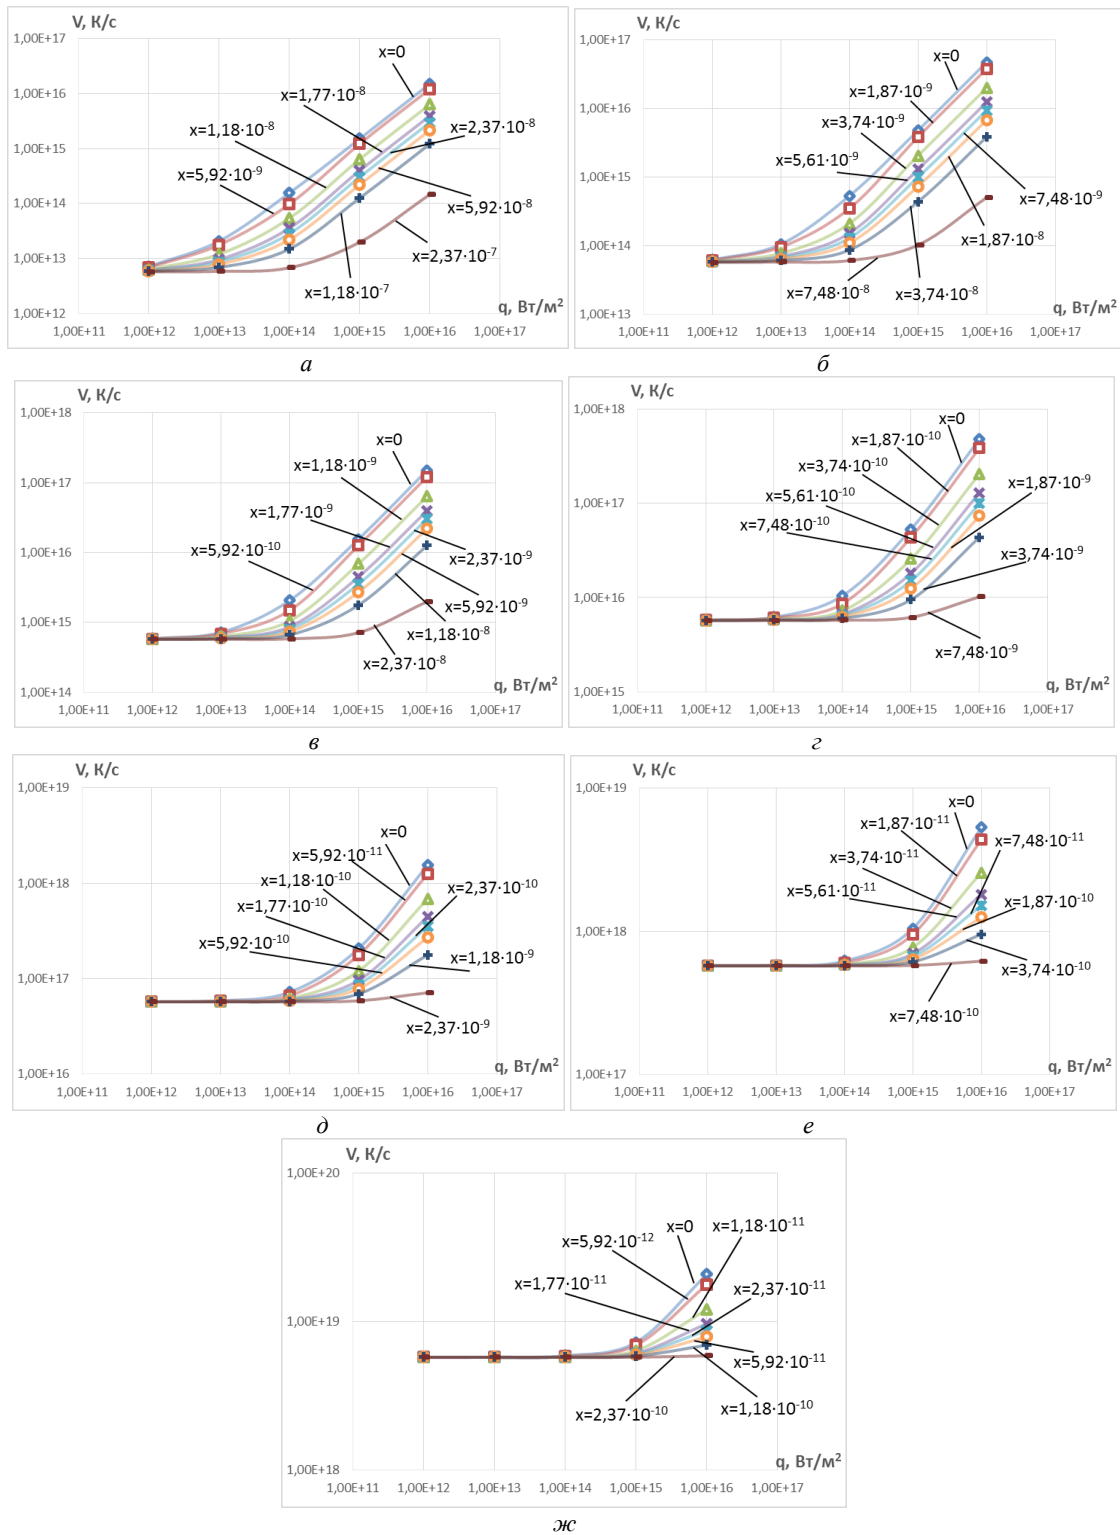 V, К/с
1,00E+17
1,00E+16
1,00E+15
1,00E+14
1,00E+13
1,00E+12
x=0
x=1,77·10⁻⁸
x=1,18·10⁻⁸
x=2,37·10⁻⁸
x=5,92·10⁻⁹
x=5,92·10⁻⁸
x=2,37·10⁻⁷
x=1,18·10⁻⁷
q, Вт/м²
1,00E+11 1,00E+12 1,00E+13 1,00E+14 1,00E+15 1,00E+16 1,00E+17
а
V, К/с
1,00E+17
1,00E+16
1,00E+15
1,00E+14
1,00E+13
x=0
x=1,87·10⁻⁹
x=3,74·10⁻⁹
x=5,61·10⁻⁹
x=7,48·10⁻⁹
x=1,87·10⁻⁸
x=7,48·10⁻⁸
x=3,74·10⁻⁸
q, Вт/м²
1,00E+11 1,00E+12 1,00E+13 1,00E+14 1,00E+15 1,00E+16 1,00E+17
б
V, К/с
1,00E+18
1,00E+17
1,00E+16
1,00E+15
1,00E+14
x=0
x=1,18·10⁻⁹
x=1,77·10⁻⁹
x=5,92·10⁻¹⁰
x=2,37·10⁻⁹
x=5,92·10⁻⁹
x=1,18·10⁻⁸
x=2,37·10⁻⁸
q, Вт/м²
1,00E+11 1,00E+12 1,00E+13 1,00E+14 1,00E+15 1,00E+16 1,00E+17
в
V, К/с
1,00E+18
1,00E+17
1,00E+16
1,00E+15
x=0
x=1,87·10⁻¹⁰
x=3,74·10⁻¹⁰
x=5,61·10⁻¹⁰
x=1,87·10⁻⁹
x=7,48·10⁻¹⁰
x=3,74·10⁻⁹
x=7,48·10⁻⁹
q, Вт/м²
1,00E+11 1,00E+12 1,00E+13 1,00E+14 1,00E+15 1,00E+16 1,00E+17
г
V, К/с
1,00E+19
1,00E+18
1,00E+17
1,00E+16
x=0
x=5,92·10⁻¹¹
x=1,18·10⁻¹⁰
x=2,37·10⁻¹⁰
x=1,77·10⁻¹⁰
x=5,92·10⁻¹⁰
x=1,18·10⁻⁹
x=2,37·10⁻⁹
q, Вт/м²
1,00E+11 1,00E+12 1,00E+13 1,00E+14 1,00E+15 1,00E+16 1,00E+17
д
V, К/с
1,00E+19
1,00E+18
1,00E+17
x=0
x=1,87·10⁻¹¹
x=7,48·10⁻¹¹
x=3,74·10⁻¹¹
x=5,61·10⁻¹¹
x=1,87·10⁻¹⁰
x=3,74·10⁻¹⁰
x=7,48·10⁻¹⁰
q, Вт/м²
1,00E+11 1,00E+12 1,00E+13 1,00E+14 1,00E+15 1,00E+16 1,00E+17
е
V, К/с
1,00E+20
1,00E+19
1,00E+18
x=0
x=1,18·10⁻¹¹
x=5,92·10⁻¹²
x=1,77·10⁻¹¹
x=2,37·10⁻¹¹
x=5,92·10⁻¹¹
x=2,37·10⁻¹⁰
x=1,18·10⁻¹⁰
q, Вт/м²
1,00E+11 1,00E+12 1,00E+13 1,00E+14 1,00E+15 1,00E+16 1,00E+17
ж